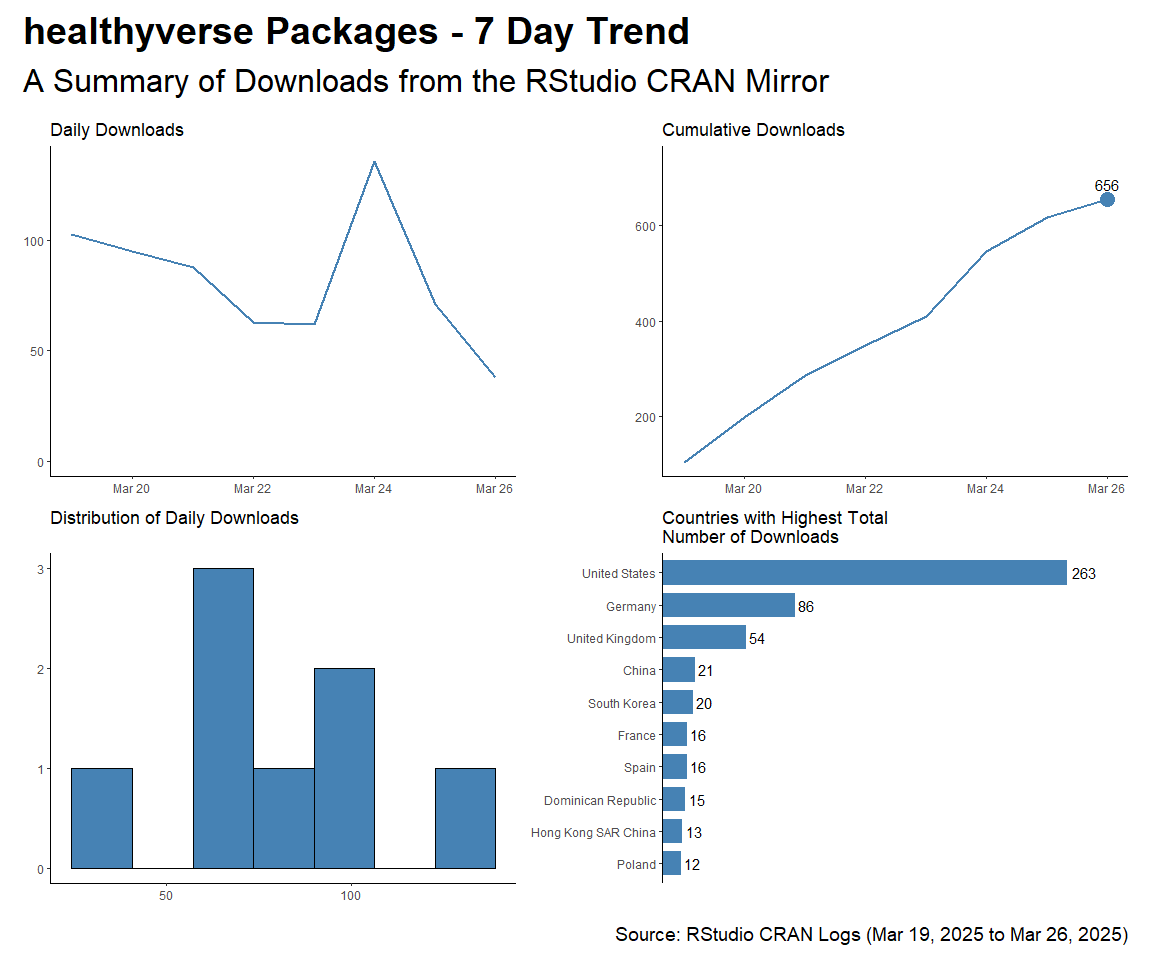 healthyverse Packages - 7 Day Trend
A Summary of Downloads from the RStudio CRAN Mirror
Daily Downloads
100
50
0
Mar 20
Mar 22
Mar 24
Mar 26
Cumulative Downloads
656
600
400
200
Mar 20
Mar 22
Mar 24
Mar 26
Distribution of Daily Downloads
3
2
1
0
50
100
Countries with Highest Total
Number of Downloads
United States 263
Germany 86
United Kingdom 54
China 21
South Korea 20
France 16
Spain 16
Dominican Republic 15
Hong Kong SAR China 13
Poland 12
Source: RStudio CRAN Logs (Mar 19, 2025 to Mar 26, 2025)